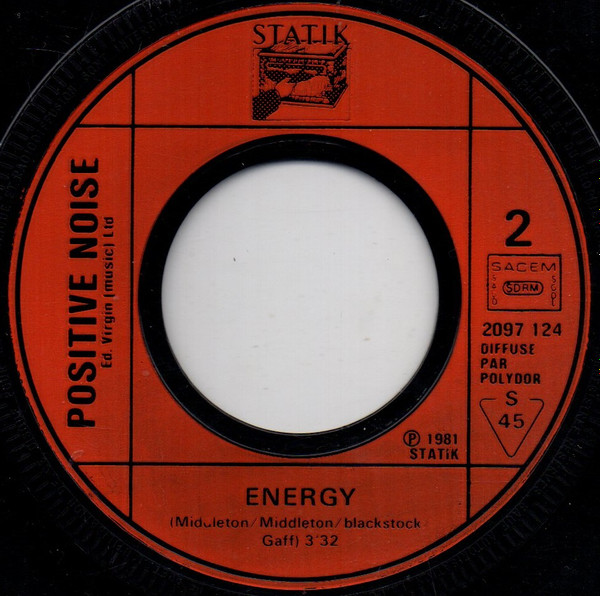 STATIK
POSITIVE NOISE
Ed. Virgin (music) Ltd
2
SACEM
SDRM
2097 124
DIFFUSE
PAR
POLYDOR
S
45
℗ 1981
STATiK
ENERGY
(Middleton/Middleton/blackstock
Gaff) 3'32